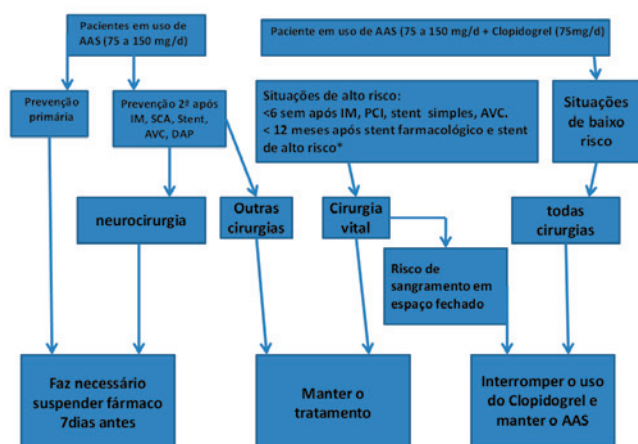 Pacientes em uso de
AAS (75 a 150 mg/d)
Paciente em uso de AAS (75 a 150 mg/d + Clopidogrel (75mg/d)
Prevenção
primária
Prevenção 2ª após
IM, SCA, Stent,
AVC, DAP
Situações de alto risco:
<6 sem após IM, PCI, stent simples, AVC.
< 12 meses após stent farmacológico e stent
de alto risco*
Situações
de baixo
risco
neurocirurgia
Outras
cirurgias
Cirurgia
vital
todas
cirurgias
Risco de
sangramento em
espaço fechado
Faz necessário
suspender fármaco
7dias antes
Manter o
tratamento
Interromper o uso
do Clopidogrel e
manter o AAS